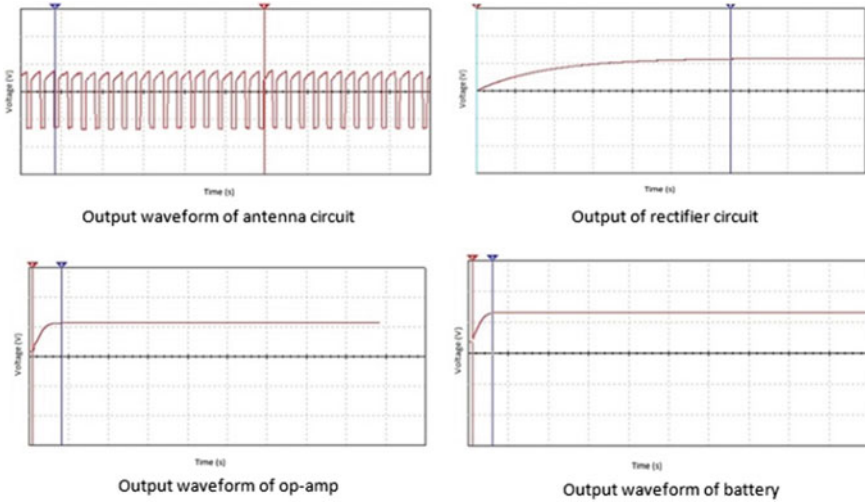 Voltage (V)
Time (s)
Output waveform of antenna circuit
Voltage (V)
Time (s)
Output of rectifier circuit
Voltage (V)
Time (s)
Output waveform of op-amp
Voltage (V)
Time (s)
Output waveform of battery